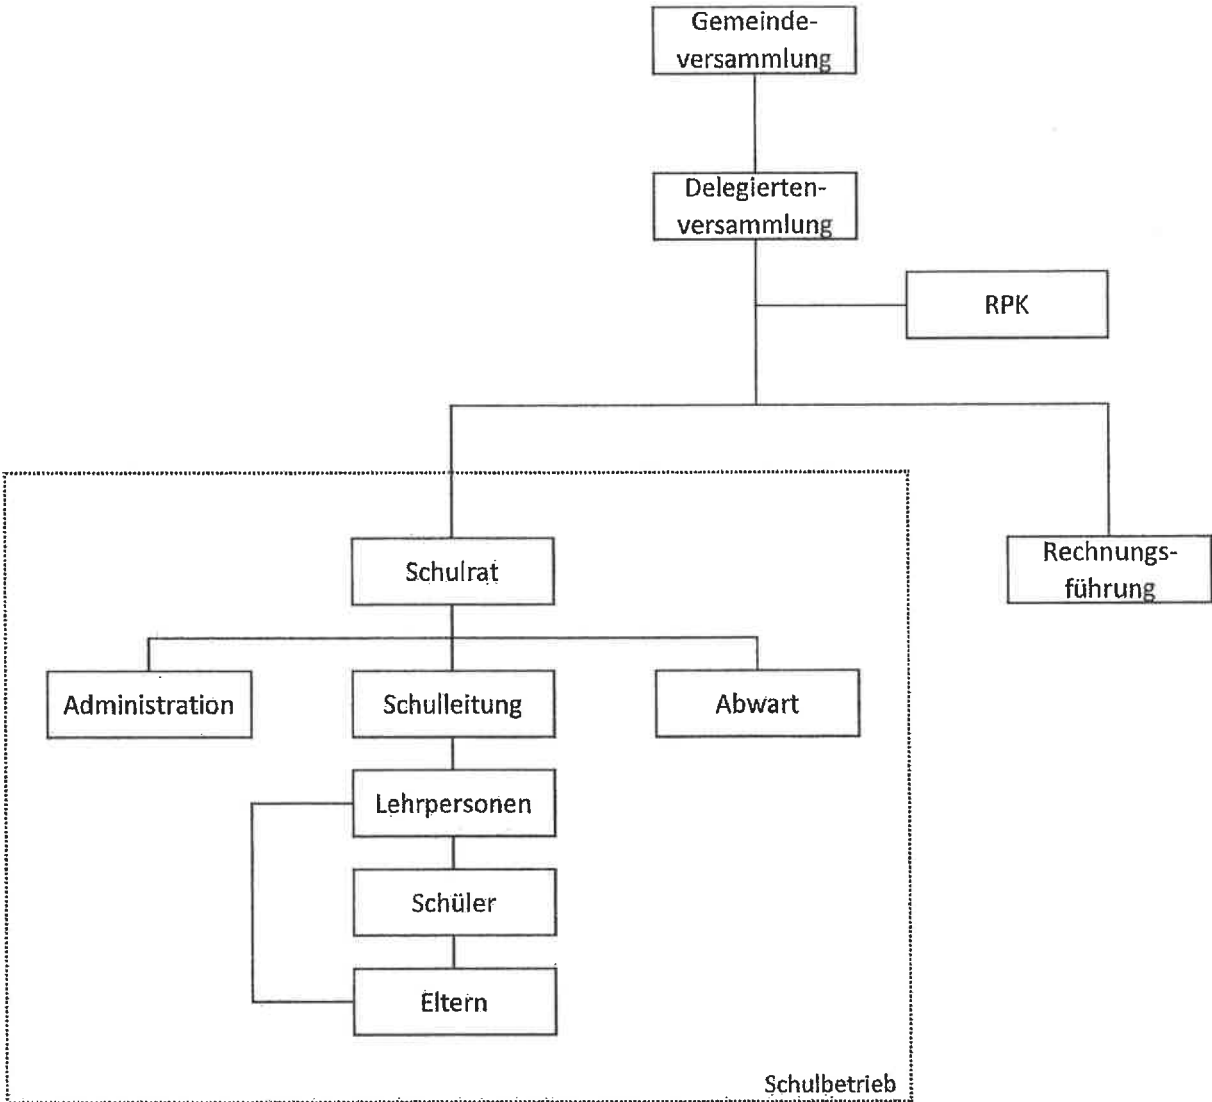 Gemeinde-
versammlung
Delegierten-
versammlung
RPK
Schulrat
Rechnungs-
führung
Administration
Schulleitung
Abwart
Lehrpersonen
Schüler
Eltern
Schulbetrieb